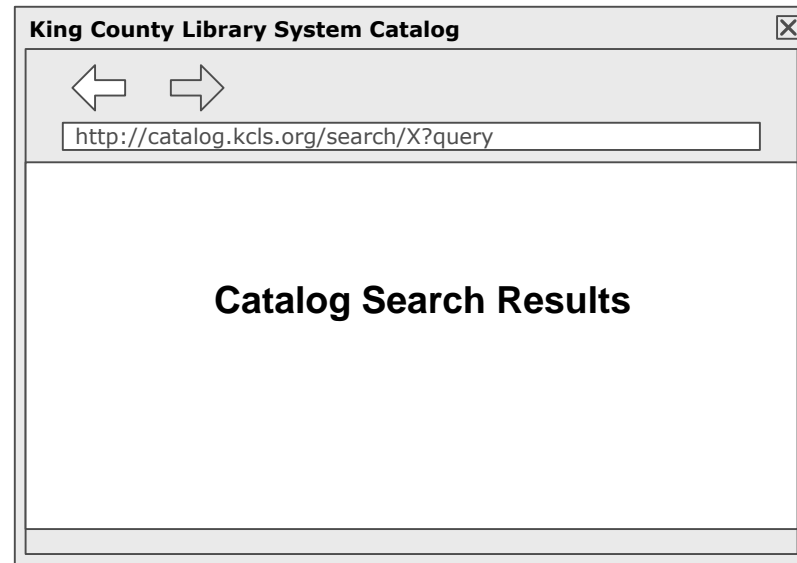 King County Library System Catalog
http://catalog.kcls.org/search/X?query
Catalog Search Results